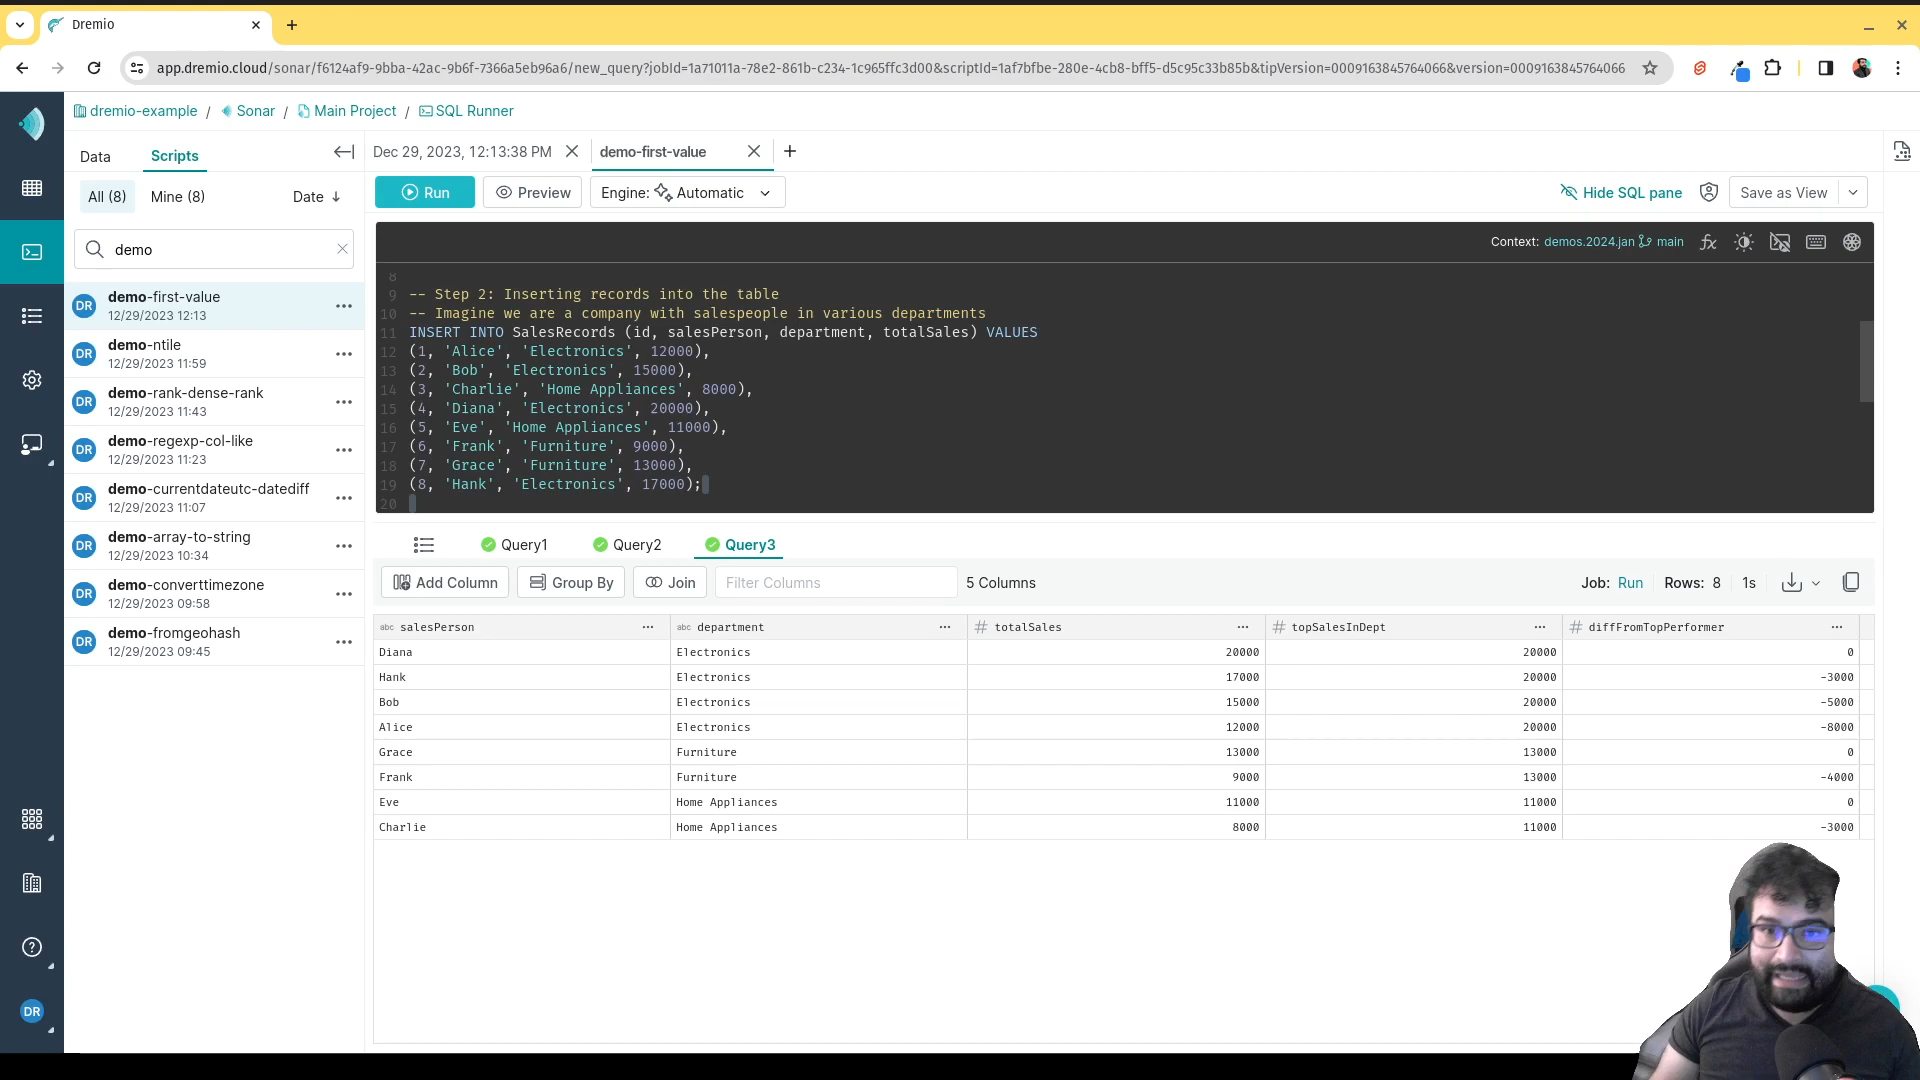 Dremio
app.dremio.cloud/sonar/f6124af9-9bba-42ac-9b6f-7366a5eb96a6/new_query?jobId=1a71011a-78e2-861b-c234-1c965ffc3d00&scriptId=1af7bfbe-280e-4cb8-bff5-d5c95c33b85b&tipVersion=0009163845764066&version=0009163845764066
dremio-example / Sonar / Main Project / SQL Runner
Data Scripts
Dec 29, 2023, 12:13:38 PM demo-first-value
All (8) Mine (8) Date
Run Preview Engine: Automatic Hide SQL pane Save as View
demo
Context: demos.2024.jan main
DR demo-first-value
12/29/2023 12:13
DR demo-ntile
12/29/2023 11:59
DR demo-rank-dense-rank
12/29/2023 11:43
DR demo-regexp-col-like
12/29/2023 11:23
DR demo-currentdateutc-datediff
12/29/2023 11:07
DR demo-array-to-string
12/29/2023 10:34
DR demo-converttimezone
12/29/2023 09:58
DR demo-fromgeohash
12/29/2023 09:45
DR
8
9 -- Step 2: Inserting records into the table
10 -- Imagine we are a company with salespeople in various departments
11 INSERT INTO SalesRecords (id, salesPerson, department, totalSales) VALUES
12 (1, 'Alice', 'Electronics', 12000),
13 (2, 'Bob', 'Electronics', 15000),
14 (3, 'Charlie', 'Home Appliances', 8000),
15 (4, 'Diana', 'Electronics', 20000),
16 (5, 'Eve', 'Home Appliances', 11000),
17 (6, 'Frank', 'Furniture', 9000),
18 (7, 'Grace', 'Furniture', 13000),
19 (8, 'Hank', 'Electronics', 17000);
20
Query1 Query2 Query3
Add Column Group By Join Filter Columns 5 Columns Job: Run Rows: 8 1s
abc salesPerson abc department # totalSales # topSalesInDept # diffFromTopPerformer
Diana Electronics 20000 20000 0
Hank Electronics 17000 20000 -3000
Bob Electronics 15000 20000 -5000
Alice Electronics 12000 20000 -8000
Grace Furniture 13000 13000 0
Frank Furniture 9000 13000 -4000
Eve Home Appliances 11000 11000 0
Charlie Home Appliances 8000 11000 -3000